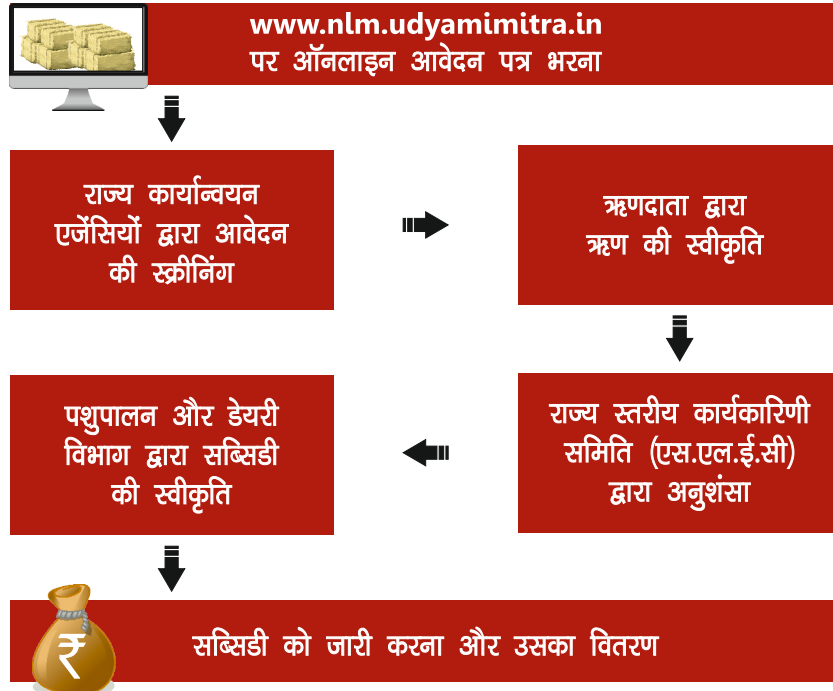 www.nlm.udyamimitra.in
पर ऑनलाइन आवेदन पत्र भरना
राज्य कार्यान्वयन
एजेंसियों द्वारा आवेदन
की स्क्रीनिंग
ऋणदाता द्वारा
ऋण की स्वीकृति
राज्य स्तरीय कार्यकारिणी
समिति (एस.एल.ई.सी)
द्वारा अनुशंसा
पशुपालन और डेयरी
विभाग द्वारा सब्सिडी
की स्वीकृति
₹
सब्सिडी को जारी करना और उसका वितरण